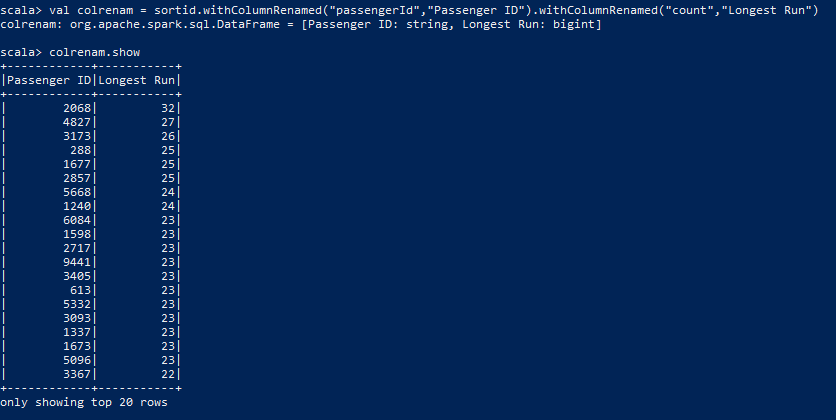 scala> val colrenam = sortid.withColumnRenamed("passengerId","Passenger ID").withColumnRenamed("count","Longest Run")
colrenam: org.apache.spark.sql.DataFrame = [Passenger ID: string, Longest Run: bigint]
scala> colrenam.show
+------------+-----------+
|Passenger ID|Longest Run|
+------------+-----------+
|        2068|         32|
|        4827|         27|
|        3173|         26|
|         288|         25|
|        1677|         25|
|        2857|         25|
|        5668|         24|
|        1240|         24|
|        6084|         23|
|        1598|         23|
|        2717|         23|
|        9441|         23|
|        3405|         23|
|         613|         23|
|        5332|         23|
|        3093|         23|
|        1337|         23|
|        1673|         23|
|        5096|         23|
|        3367|         22|
+------------+-----------+
only showing top 20 rows